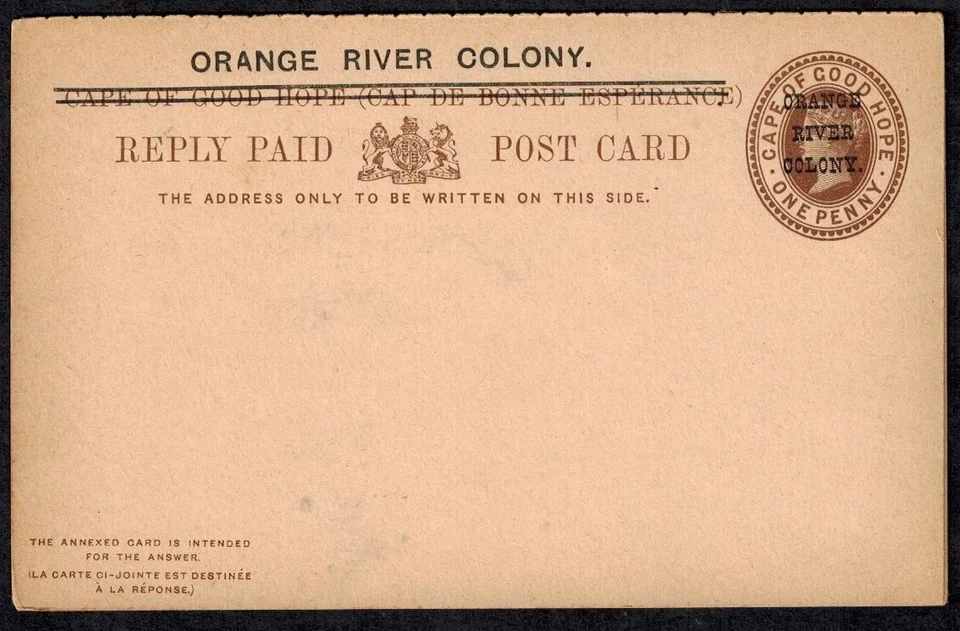 ORANGE RIVER COLONY.
CAPE OF GOOD HOPE (CAP DE BONNE ESPÉRANCE)
REPLY PAID POST CARD
THE ADDRESS ONLY TO BE WRITTEN ON THIS SIDE.
CAPE OF GOOD HOPE
ORANGE
RIVER
COLONY.
ONE PENNY
THE ANNEXED CARD IS INTENDED
FOR THE ANSWER.
(LA CARTE CI-JOINTE EST DESTINÉE
À LA RÉPONSE.)